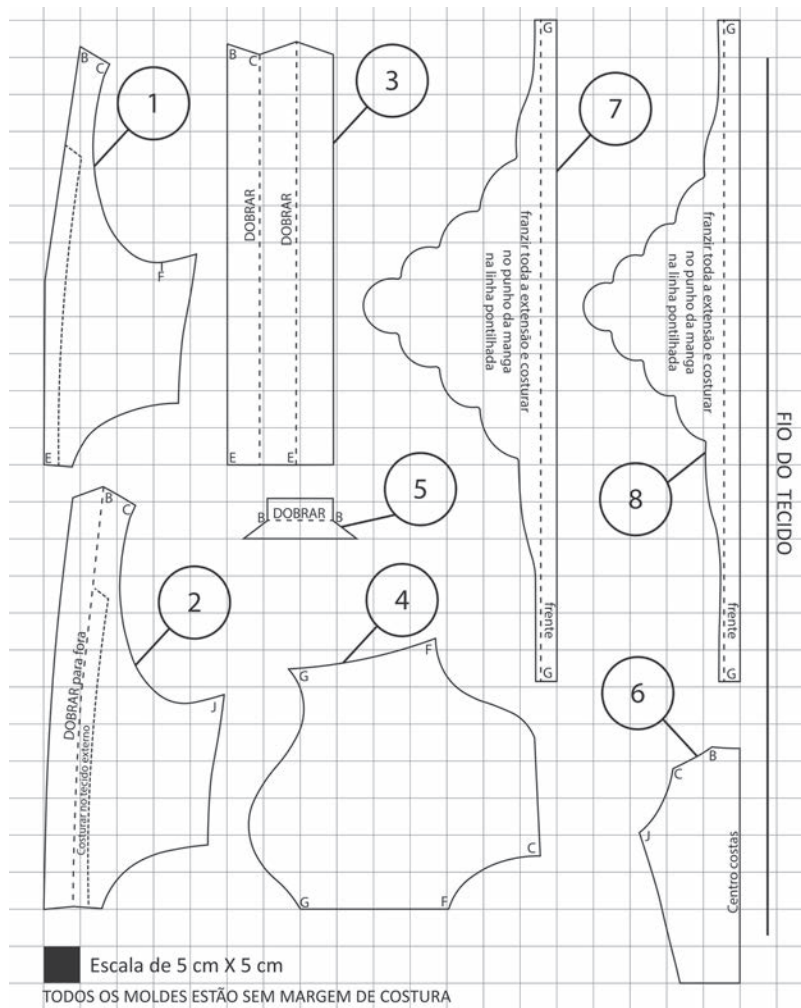 B
C
1
F
E
B
C
DOBRAR
DOBRAR
E
E
3
G
7
franzir toda a extensão e costurar
no punho da manga
na linha pontilhada
frente
G
G
franzir toda a extensão e costurar
no punho da manga
na linha pontilhada
8
frente
G
FIO DO TECIDO
B
C
2
DOBRAR para fora
Costurar no tecido externo
J
5
B
DOBRAR
B
4
G
F
C
G
F
6
B
C
J
Centro costas
Escala de 5 cm X 5 cm
TODOS OS MOLDES ESTÃO SEM MARGEM DE COSTURA